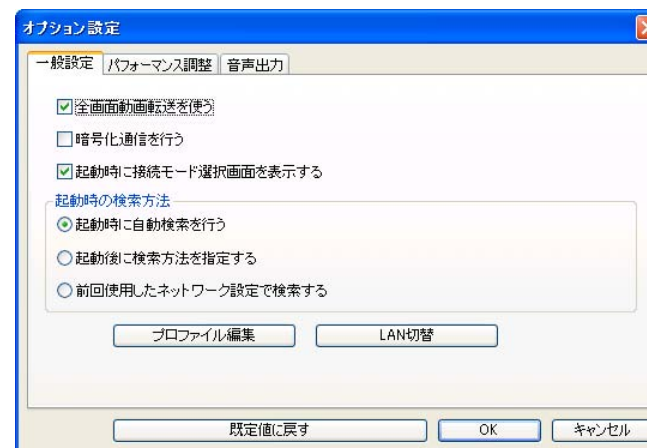 オプション設定
一般設定 パフォーマンス調整 音声出力
全画面動画転送を使う
暗号化通信を行う
起動時に接続モード選択画面を表示する
起動時の検索方法
起動時に自動検索を行う
起動後に検索方法を指定する
前回使用したネットワーク設定で検索する
プロファイル編集 LAN切替
既定値に戻す OK キャンセル